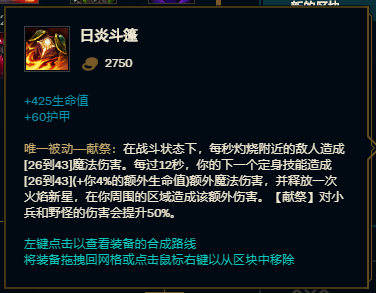 日炎斗篷
2750
+425生命值
+60护甲
唯一被动—献祭：在战斗状态下，每秒灼烧附近的敌人造成
[26到43]魔法伤害。每过12秒，你的下一个定身技能造成
[26到43](+你4%的额外生命值)额外魔法伤害，并释放一次
火焰新星，在你周围的区域造成该额外伤害。【献祭】对小
兵和野怪的伤害会提升50%。
左键点击以查看装备的合成路线
将装备拖拽回网格或点击鼠标右键以从区块中移除